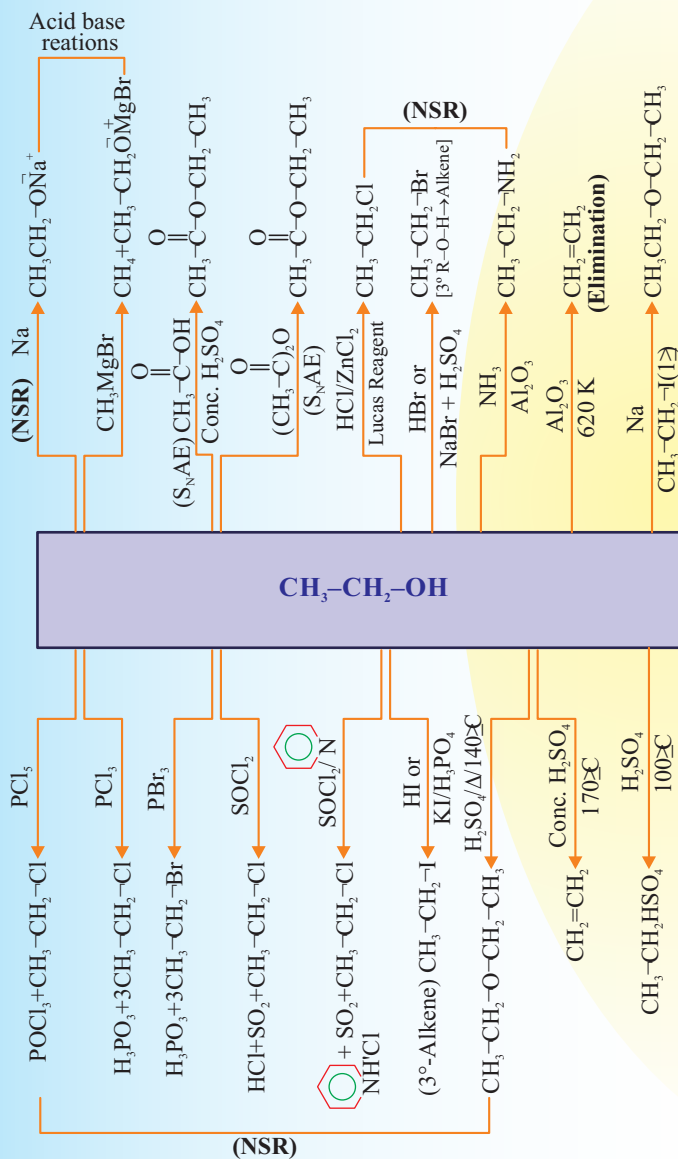 Acid base
reations
(NSR) Na
CH₃CH₂–ŌNa⁺
CH₃MgBr
CH₄+CH₃–CH₂ŌM⁺gBr
O
(SₙAE) CH₃–C–OH
Conc. H₂SO₄
O
CH₃–C–O–CH₂–CH₃
O
(CH₃–C)₂O
(SₙAE)
O
CH₃–C–O–CH₂–CH₃
HCl/ZnCl₂
Lucas Reagent
CH₃–CH₂Cl
(NSR)
HBr or
NaBr + H₂SO₄
CH₃–CH₂–Br
[3° R–O–H→Alkene]
NH₃
Al₂O₃
CH₃–CH₂–NH₂
Al₂O₃
620 K
CH₂=CH₂
(Elimination)
Na
CH₃–CH₂–I(1≥)
CH₃CH₂–O–CH₂–CH₃
CH₃–CH₂–OH
PCl₅
POCl₃+CH₃–CH₂–Cl
PCl₃
H₃PO₃+3CH₃–CH₂–Cl
PBr₃
H₃PO₃+3CH₃–CH₂–Br
SOCl₂
HCl+SO₂+CH₃–CH₂–Cl
SOCl₂/ N
+ SO₂+CH₃–CH₂–Cl
NH'Cl
HI or
KI/H₃PO₄
(3°-Alkene) CH₃–CH₂–I
H₂SO₄/Δ/140≥C
CH₃–CH₂–O–CH₂–CH₃
(NSR)
Conc. H₂SO₄
170≥C
CH₂=CH₂
H₂SO₄
100≥C
CH₃–CH₂HSO₄